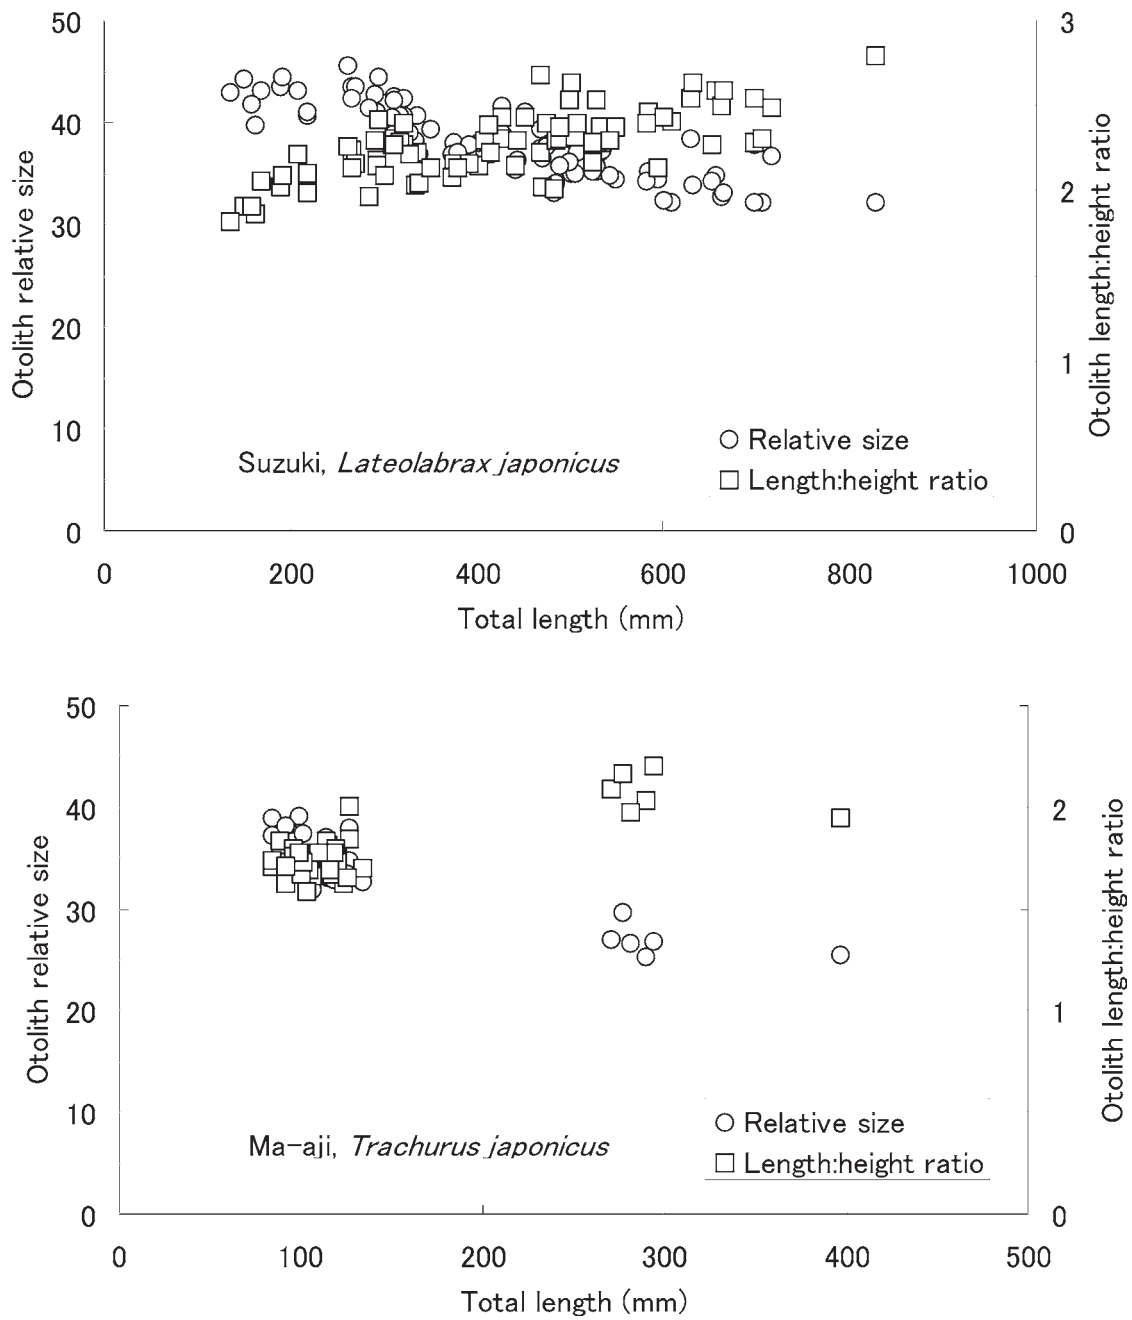 50
40
30
20
10
0
3
2
1
0
Otolith relative size
Otolith length:height ratio
Relative size
Length:height ratio
Suzuki, Lateolabrax japonicus
0 200 400 600 800 1000
Total length (mm)
50
40
30
20
10
0
2
1
0
Otolith relative size
Otolith length:height ratio
Relative size
Length:height ratio
Ma-aji, Trachurus japonicus
0 100 200 300 400 500
Total length (mm)